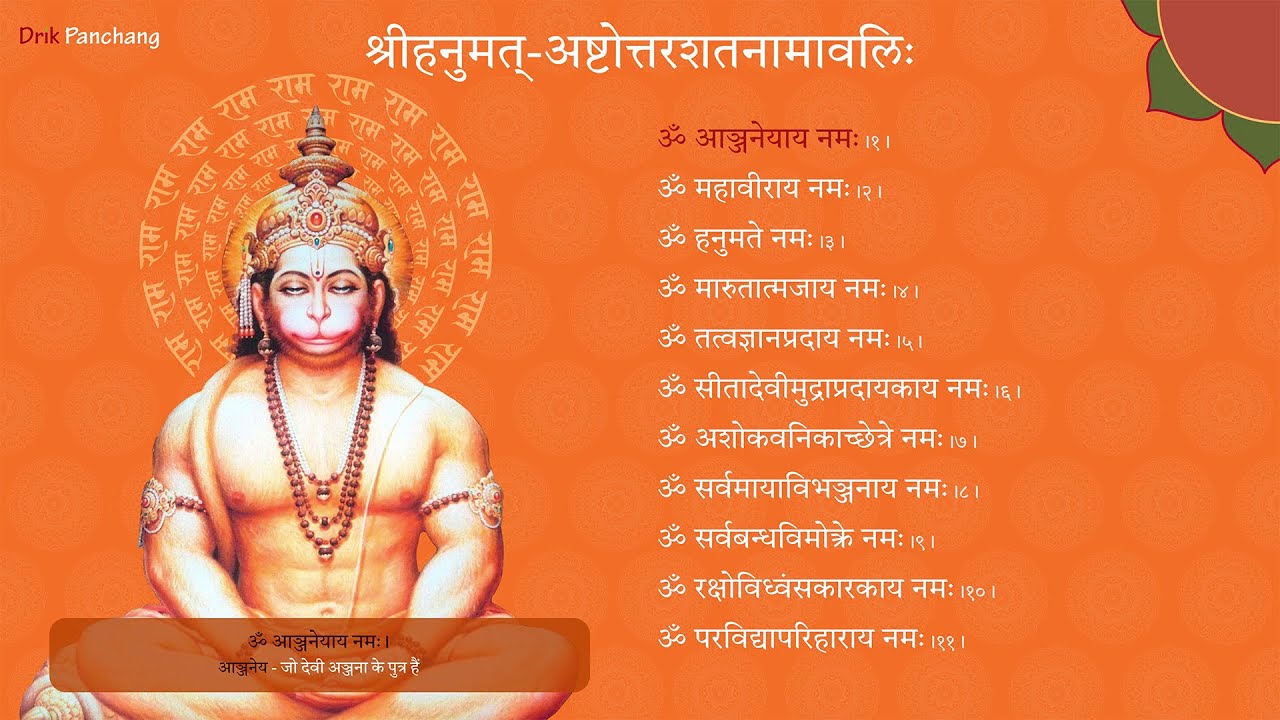 Drık Panchang
श्रीहनुमत्-अष्टोत्तरशतनामावलिः
राम राम राम राम राम राम राम राम राम राम
ॐ आञ्जनेयाय नमः।१।
ॐ महावीराय नमः।२।
ॐ हनुमते नमः।३।
ॐ मारुतात्मजाय नमः।४।
ॐ तत्वज्ञानप्रदाय नमः।५।
ॐ सीतादेवीमुद्राप्रदायकाय नमः।६।
ॐ अशोकवनिकाच्छेत्रे नमः।७।
ॐ सर्वमायाविभञ्जनाय नमः।८।
ॐ सर्वबन्धविमोक्त्रे नमः।९।
ॐ रक्षोविध्वंसकारकाय नमः।१०।
ॐ परविद्यापरिहाराय नमः।११।
ॐ आञ्जनेयाय नमः।
आञ्जनेय - जो देवी अञ्जना के पुत्र हैं